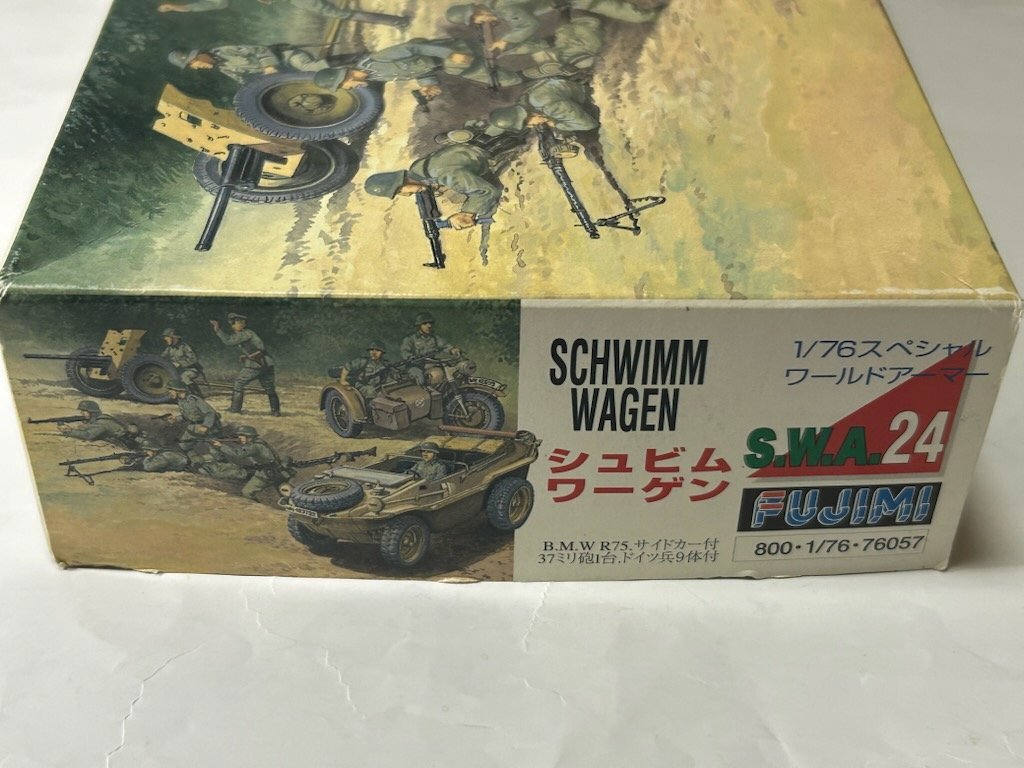 SCHWIMM
WAGEN
シュビム
ワーゲン
B.M.W R75.サイドカー付
37ミリ砲1台.ドイツ兵9体付
1/76スペシャル
ワールドアーマー
S.W.A.24
FUJIMI
800・1/76・76057